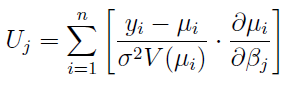 U_j = \sum_{i=1}^{n} \left[ \frac{y_i - \mu_i}{\sigma^2 V(\mu_i)} \cdot \frac{\partial \mu_i}{\partial \beta_j} \right]